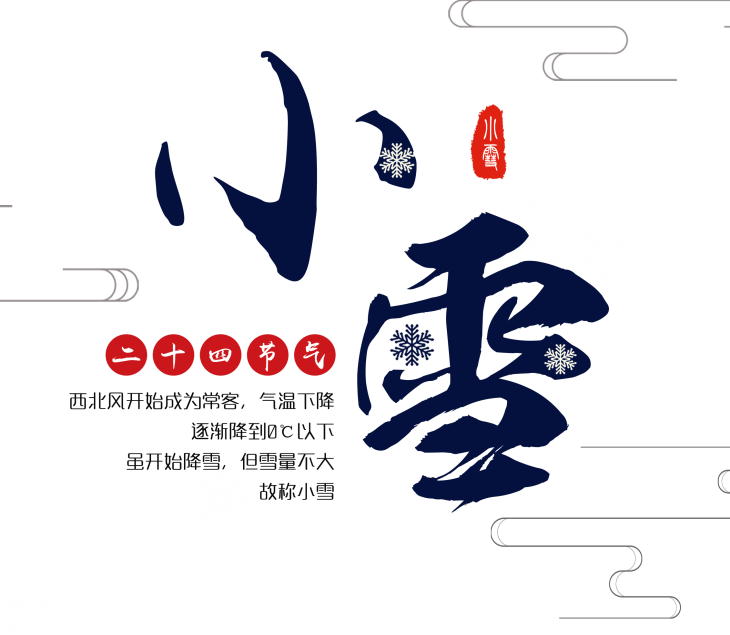 小雪
小雪
二十四节气
西北风开始成为常客，气温下降
逐渐降到0℃以下
虽开始降雪，但雪量不大
故称小雪